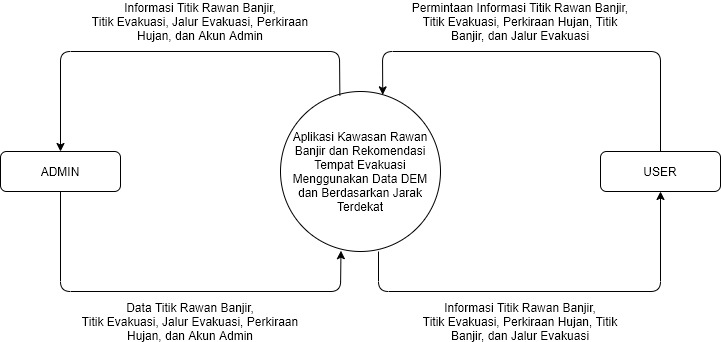 Informasi Titik Rawan Banjir,
Titik Evakuasi, Jalur Evakuasi, Perkiraan
Hujan, dan Akun Admin
Permintaan Informasi Titik Rawan Banjir,
Titik Evakuasi, Perkiraan Hujan, Titik
Banjir, dan Jalur Evakuasi
ADMIN
Aplikasi Kawasan Rawan
Banjir dan Rekomendasi
Tempat Evakuasi
Menggunakan Data DEM
dan Berdasarkan Jarak
Terdekat
USER
Data Titik Rawan Banjir,
Titik Evakuasi, Jalur Evakuasi, Perkiraan
Hujan, dan Akun Admin
Informasi Titik Rawan Banjir,
Titik Evakuasi, Perkiraan Hujan, Titik
Banjir, dan Jalur Evakuasi